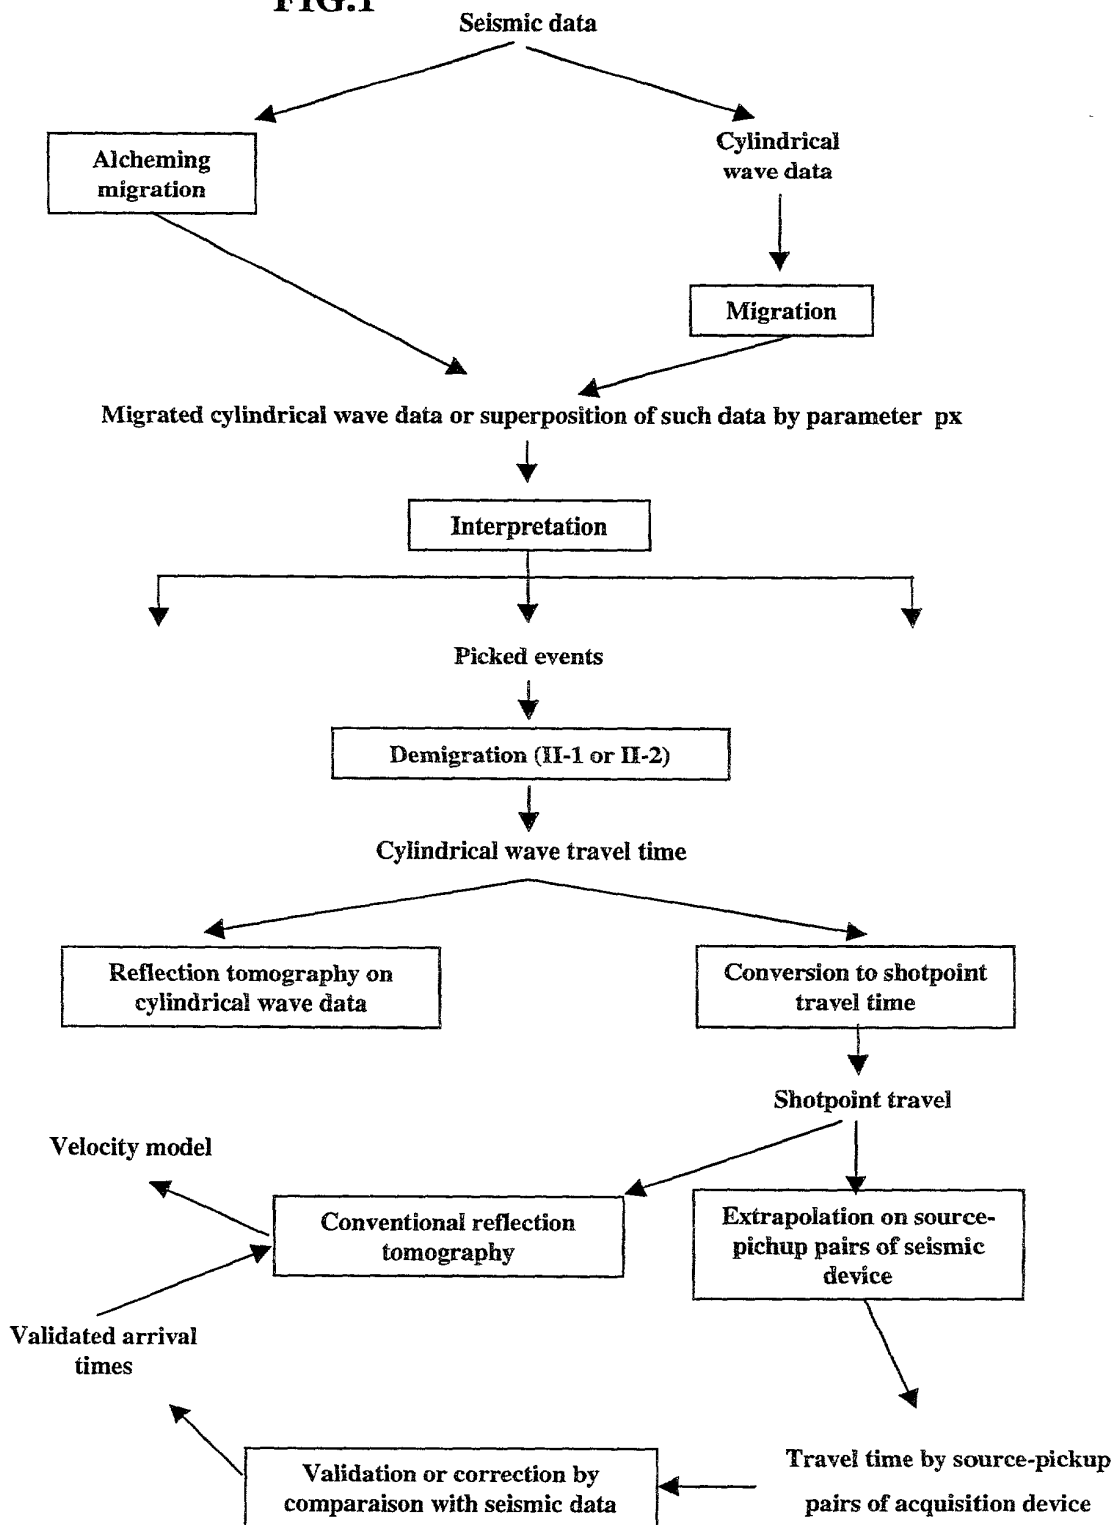 FIG.1
Seismic data
Alcheming
migration
Cylindrical
wave data
Migration
Migrated cylindrical wave data or superposition of such data by parameter px
Interpretation
Picked events
Demigration (II-1 or II-2)
Cylindrical wave travel time
Reflection tomography on
cylindrical wave data
Conversion to shotpoint
travel time
Shotpoint travel
Velocity model
Conventional reflection
tomography
Extrapolation on source-
pichup pairs of seismic
device
Validated arrival
times
Validation or correction by
comparaison with seismic data
Travel time by source-pickup
pairs of acquisition device